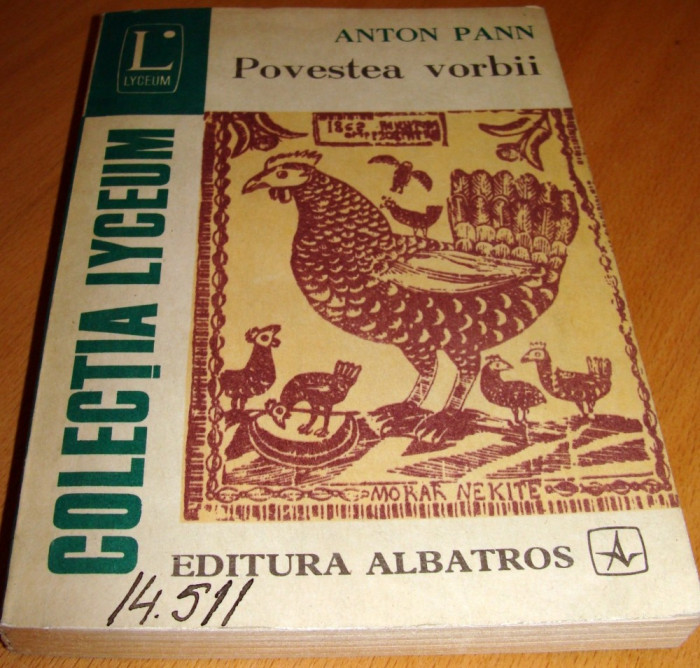 L
LYCEUM
ANTON PANN
Povestea vorbii
COLECȚIA LYCEUM
MORAR NEKITE
EDITURA ALBATROS
14.511